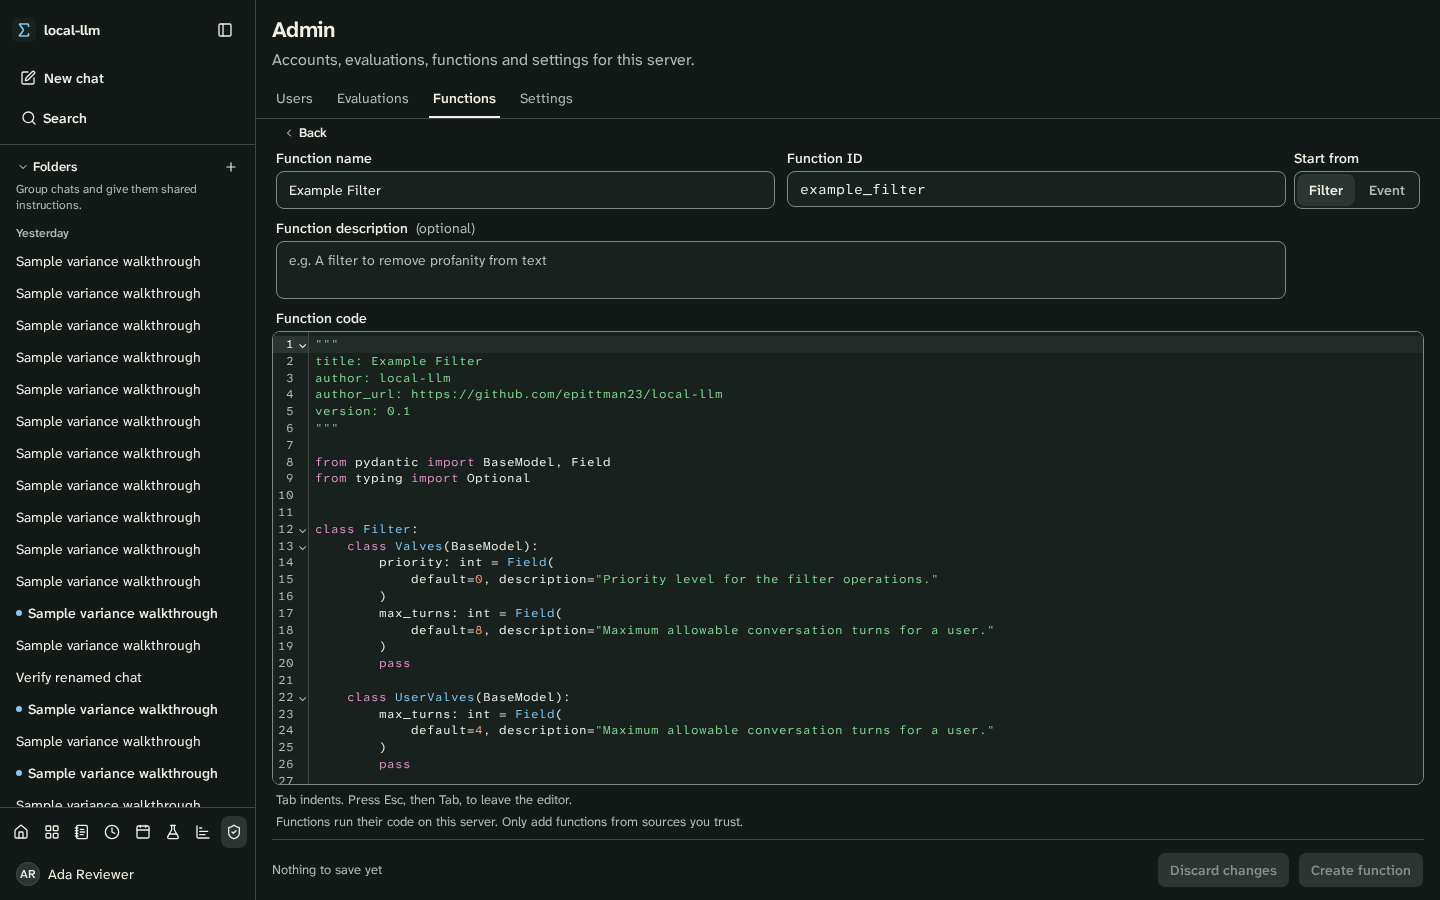 local-llm
New chat
Search
Folders
Group chats and give them shared
instructions.
Yesterday
Sample variance walkthrough
Sample variance walkthrough
Sample variance walkthrough
Sample variance walkthrough
Sample variance walkthrough
Sample variance walkthrough
Sample variance walkthrough
Sample variance walkthrough
Sample variance walkthrough
Sample variance walkthrough
Sample variance walkthrough
Sample variance walkthrough
Sample variance walkthrough
Verify renamed chat
Sample variance walkthrough
Sample variance walkthrough
Sample variance walkthrough
Sample variance walkthrough
AR Ada Reviewer
Admin
Accounts, evaluations, functions and settings for this server.
Users Evaluations Functions Settings
Back
Function name Function ID Start from
Example Filter example_filter Filter Event
Function description (optional)
e.g. A filter to remove profanity from text
Function code
1 """
2 title: Example Filter
3 author: local-llm
4 author_url: https://github.com/epittman23/local-llm
5 version: 0.1
6 """
7
8 from pydantic import BaseModel, Field
9 from typing import Optional
10
11
12 class Filter:
13     class Valves(BaseModel):
14         priority: int = Field(
15             default=0, description="Priority level for the filter operations."
16         )
17         max_turns: int = Field(
18             default=8, description="Maximum allowable conversation turns for a user."
19         )
20         pass
21
22     class UserValves(BaseModel):
23         max_turns: int = Field(
24             default=4, description="Maximum allowable conversation turns for a user."
25         )
26         pass
27
Tab indents. Press Esc, then Tab, to leave the editor.
Functions run their code on this server. Only add functions from sources you trust.
Nothing to save yet Discard changes Create function